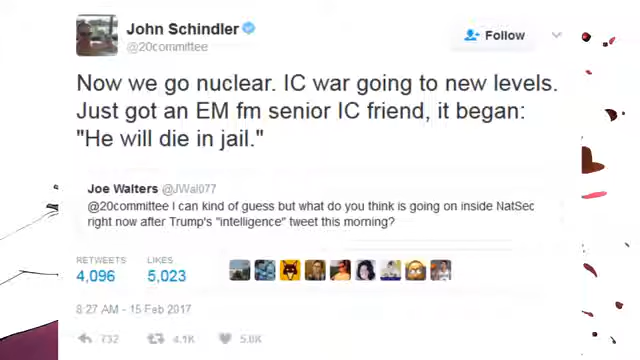 John Schindler
@20committee
Follow
Now we go nuclear. IC war going to new levels.
Just got an EM fm senior IC friend, it began:
"He will die in jail."
Joe Walters @JWal077
@20committee I can kind of guess but what do you think is going on inside NatSec
right now after Trump's "intelligence" tweet this morning?
RETWEETS LIKES
4,096 5,023
8:27 AM - 15 Feb 2017
732 4.1K 5.0K